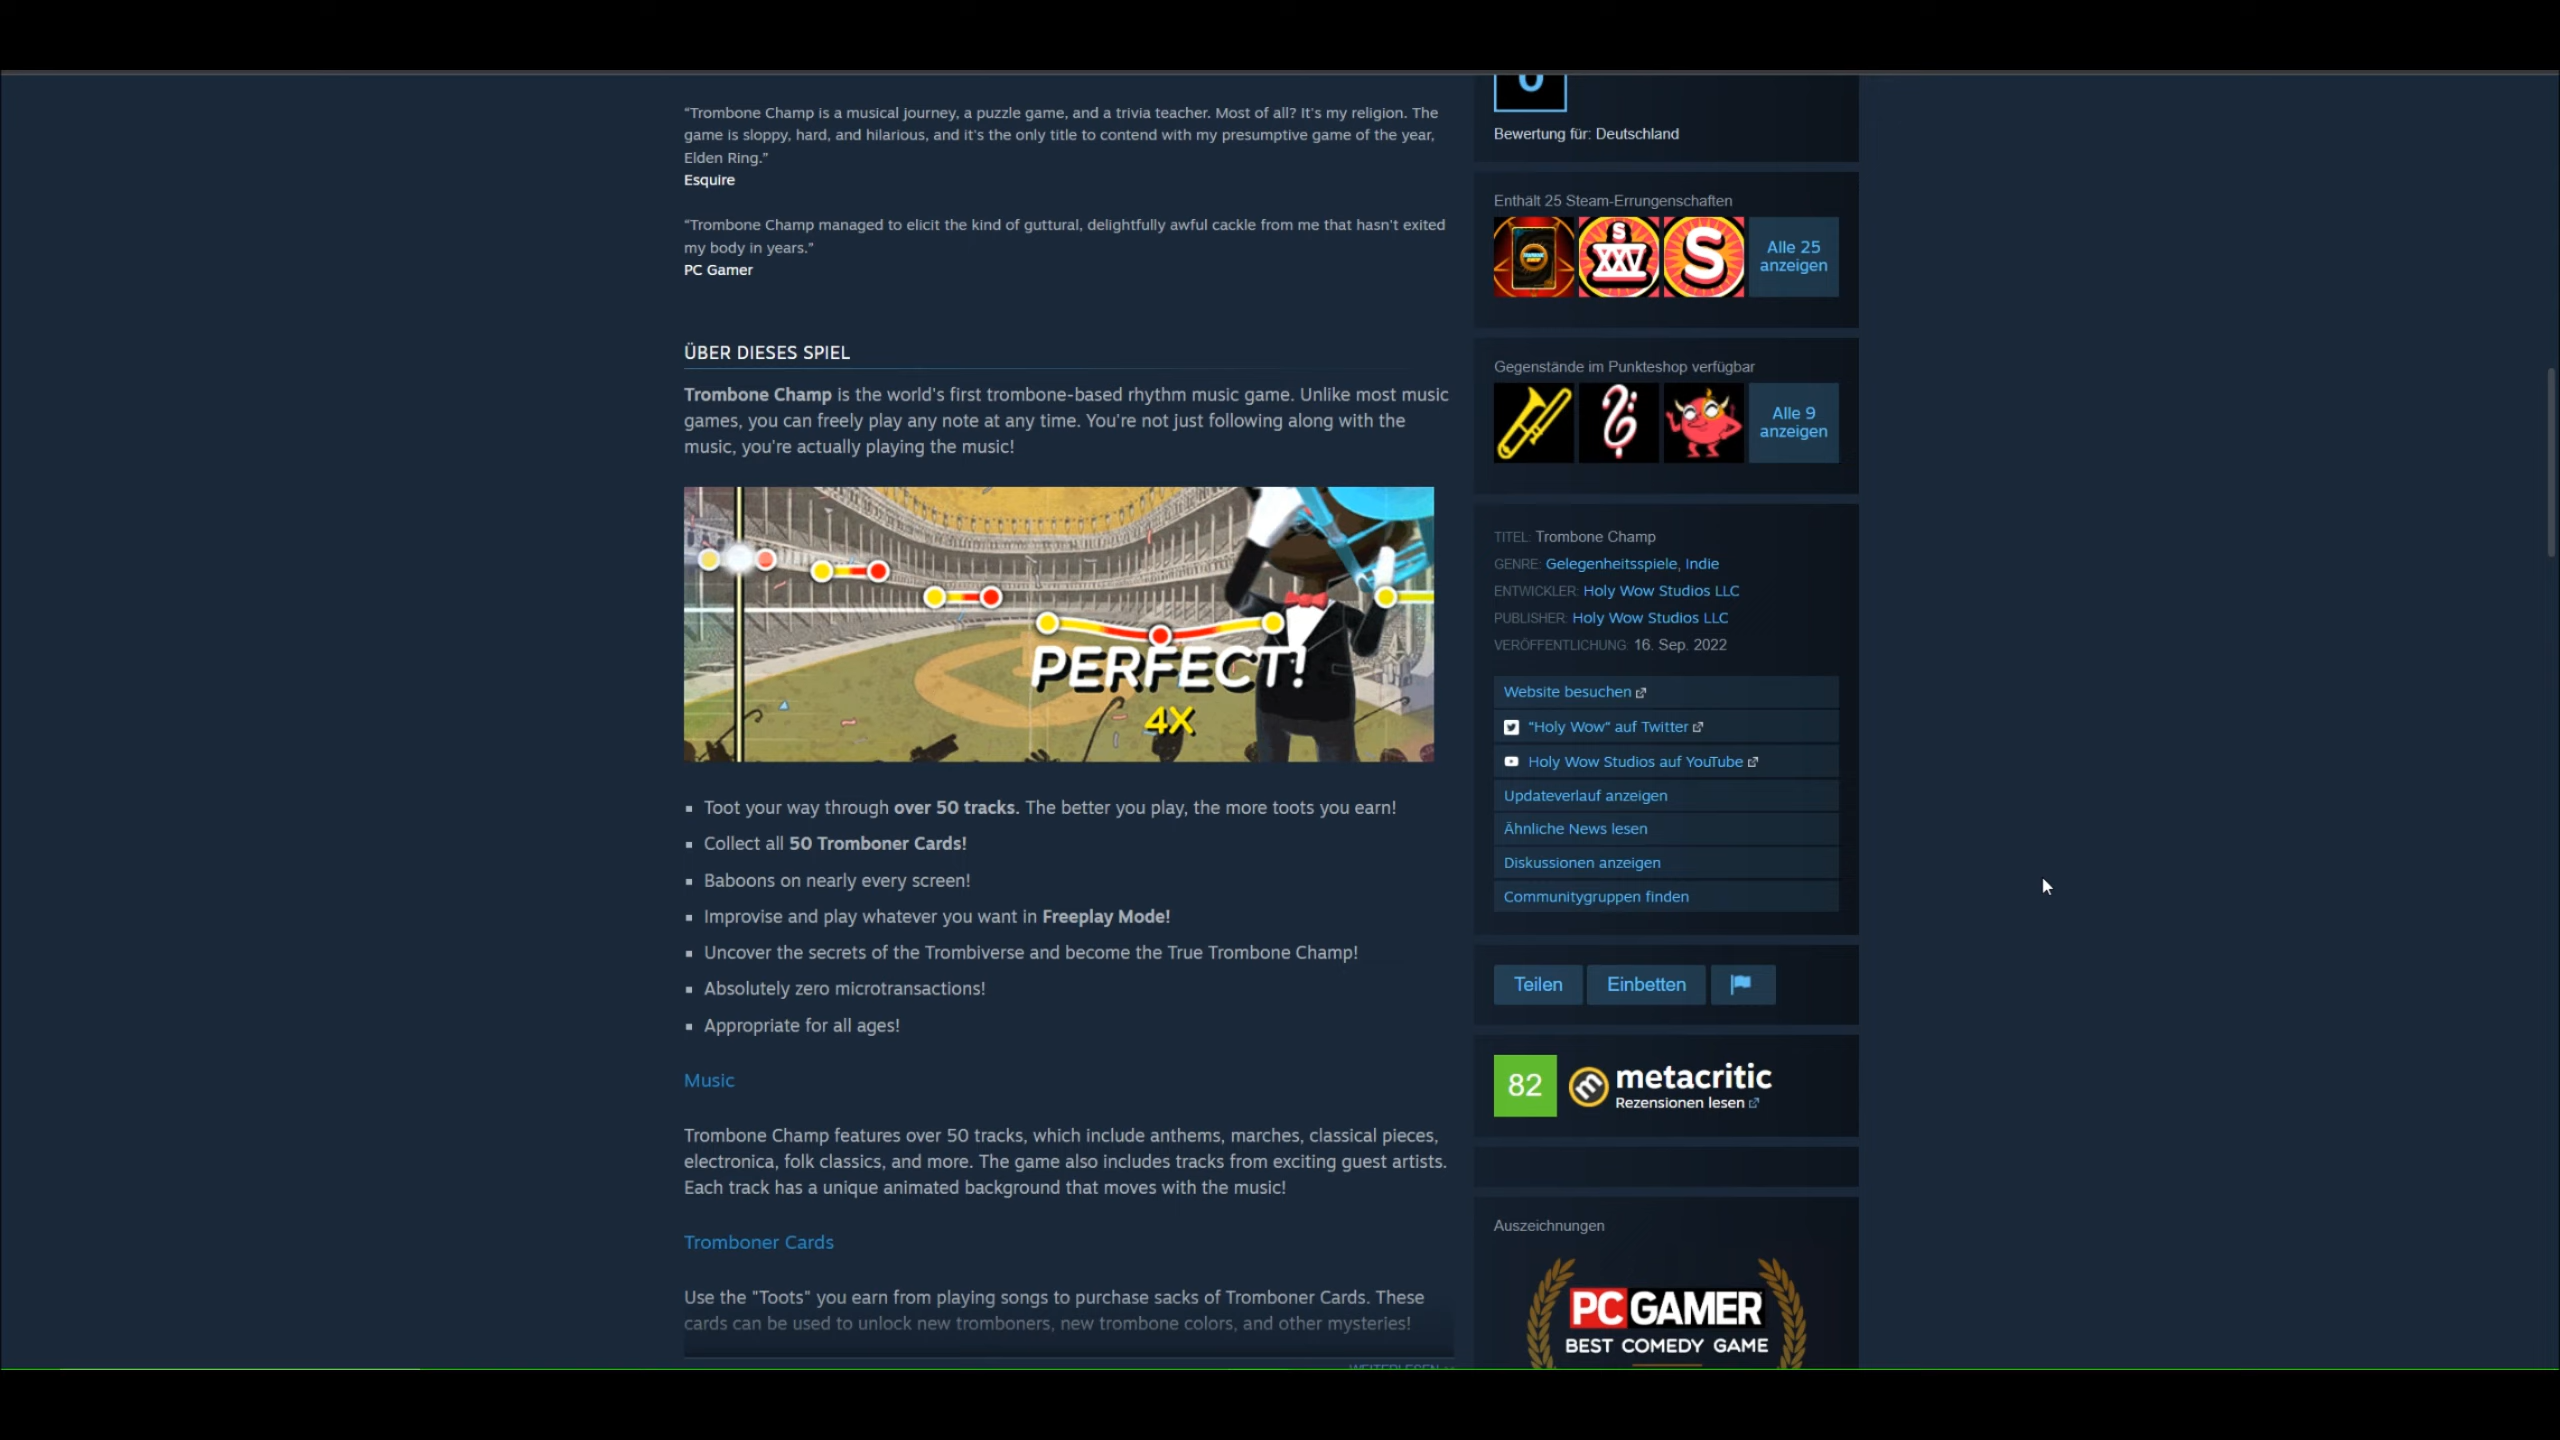 “Trombone Champ is a musical journey, a puzzle game, and a trivia teacher. Most of all? It's my religion. The
game is sloppy, hard, and hilarious, and it's the only title to contend with my presumptive game of the year,
Elden Ring.”
Esquire
“Trombone Champ managed to elicit the kind of guttural, delightfully awful cackle from me that hasn't exited
my body in years.”
PC Gamer
ÜBER DIESES SPIEL
Trombone Champ is the world's first trombone-based rhythm music game. Unlike most music
games, you can freely play any note at any time. You're not just following along with the
music, you're actually playing the music!
PERFECT!
4X
Toot your way through over 50 tracks. The better you play, the more toots you earn!
Collect all 50 Tromboner Cards!
Baboons on nearly every screen!
Improvise and play whatever you want in Freeplay Mode!
Uncover the secrets of the Trombiverse and become the True Trombone Champ!
Absolutely zero microtransactions!
Appropriate for all ages!
Music
Trombone Champ features over 50 tracks, which include anthems, marches, classical pieces,
electronica, folk classics, and more. The game also includes tracks from exciting guest artists.
Each track has a unique animated background that moves with the music!
Tromboner Cards
Use the "Toots" you earn from playing songs to purchase sacks of Tromboner Cards. These
cards can be used to unlock new tromboners, new trombone colors, and other mysteries!
WEITERLESEN
Bewertung für: Deutschland
Enthält 25 Steam-Errungenschaften
S
XXV
S
Alle 25
anzeigen
Gegenstände im Punkteshop verfügbar
Alle 9
anzeigen
TITEL: Trombone Champ
GENRE: Gelegenheitsspiele, Indie
ENTWICKLER: Holy Wow Studios LLC
PUBLISHER: Holy Wow Studios LLC
VERÖFFENTLICHUNG: 16. Sep. 2022
Website besuchen
"Holy Wow" auf Twitter
Holy Wow Studios auf YouTube
Updateverlauf anzeigen
Ähnliche News lesen
Diskussionen anzeigen
Communitygruppen finden
Teilen
Einbetten
82
metacritic
Rezensionen lesen
Auszeichnungen
PC GAMER
BEST COMEDY GAME